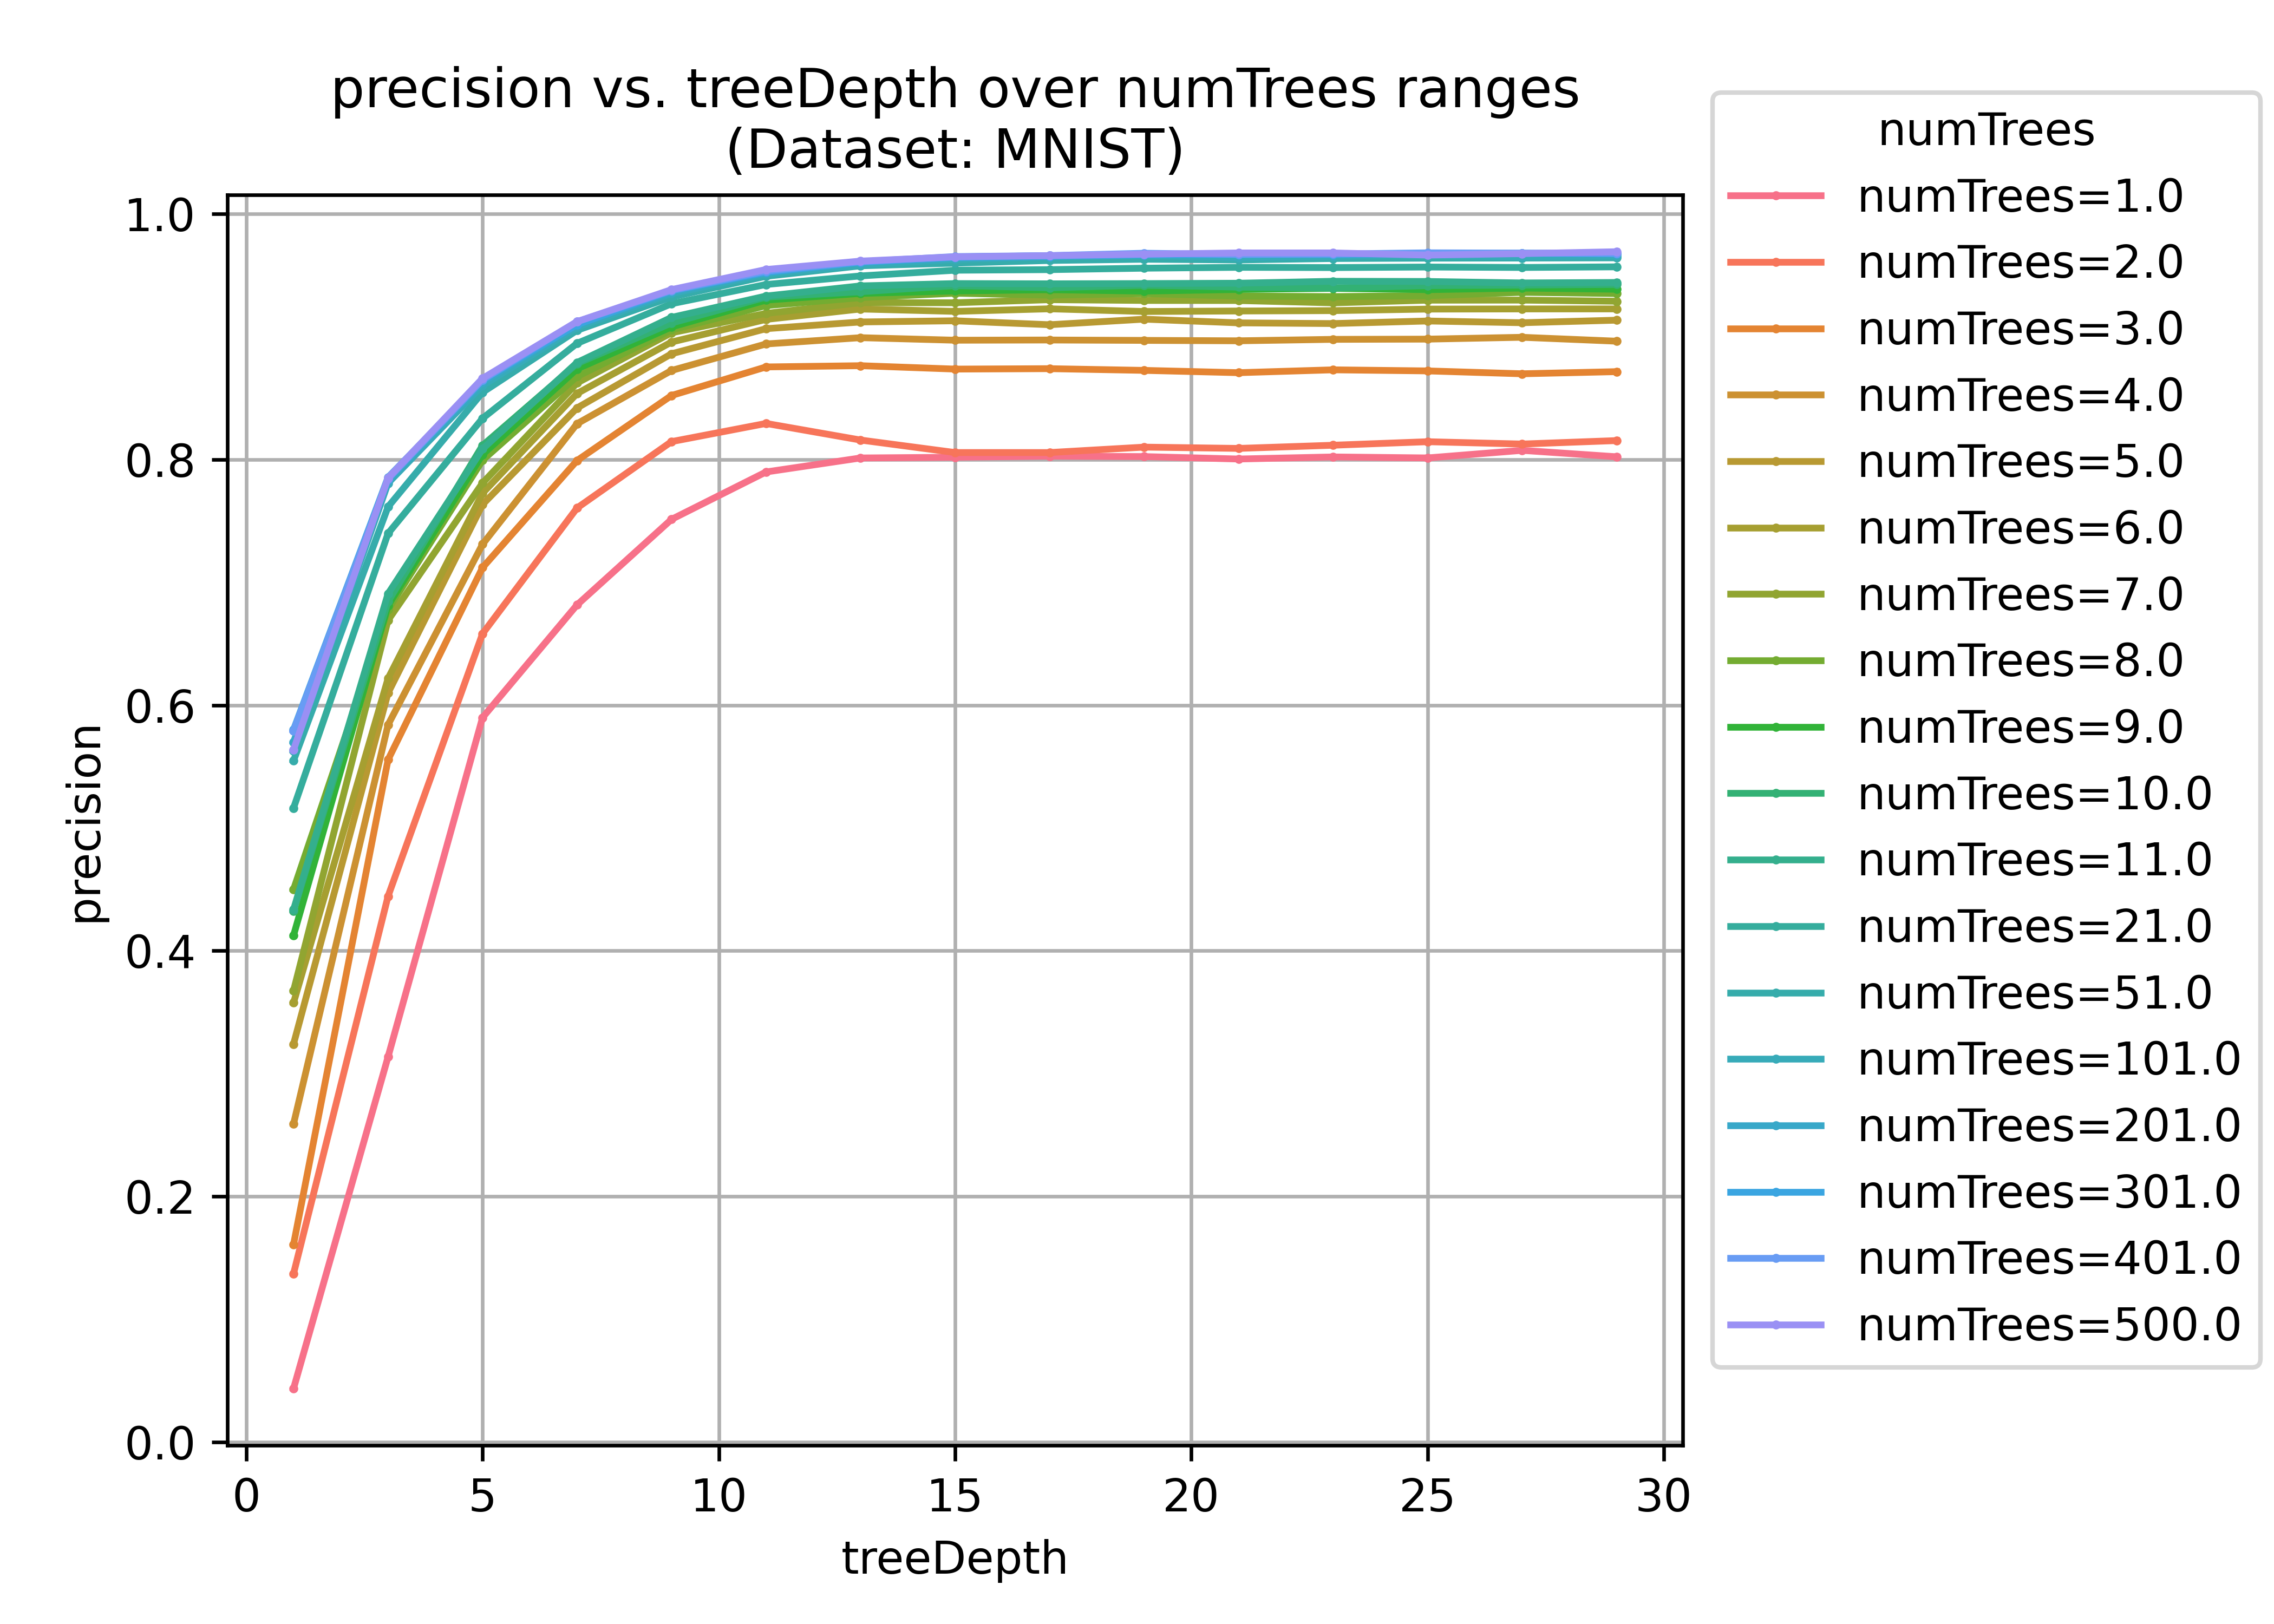 precision vs. treeDepth over numTrees ranges
(Dataset: MNIST)
precision
1.0
0.8
0.6
0.4
0.2
0.0
0 5 10 15 20 25 30
treeDepth
numTrees
numTrees=1.0
numTrees=2.0
numTrees=3.0
numTrees=4.0
numTrees=5.0
numTrees=6.0
numTrees=7.0
numTrees=8.0
numTrees=9.0
numTrees=10.0
numTrees=11.0
numTrees=21.0
numTrees=51.0
numTrees=101.0
numTrees=201.0
numTrees=301.0
numTrees=401.0
numTrees=500.0